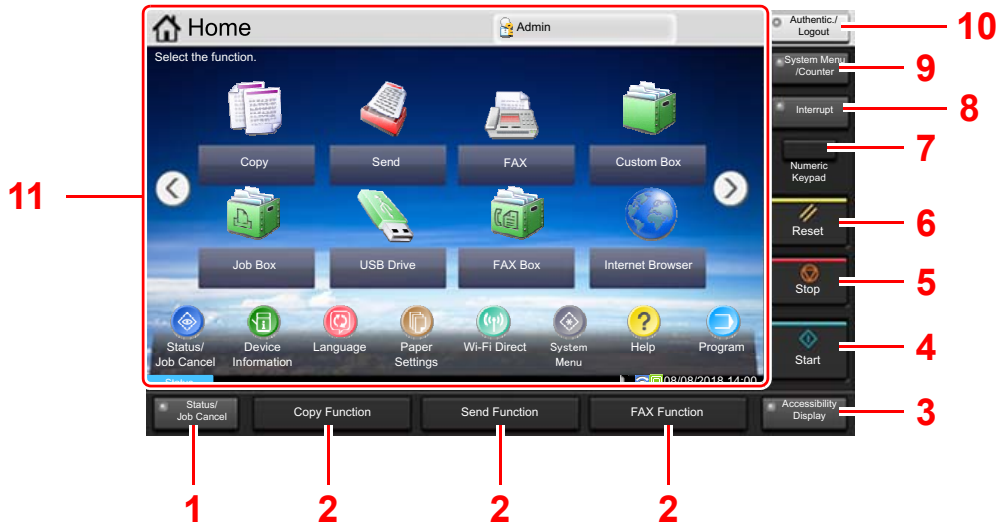 Home
Admin
Select the function.
Copy
Send
FAX
Custom Box
Job Box
USB Drive
FAX Box
Internet Browser
Status/
Job Cancel
Device
Information
Language
Paper
Settings
Wi-Fi Direct
System
Menu
Help
Program
Status
08/08/2018 14:00
Authentic./
Logout
10
System Menu
/Counter
9
Interrupt
8
7
Numeric
Keypad
Reset
6
Stop
5
Start
4
Accessibility
Display
3
11
Status/
Job Cancel
Copy Function
Send Function
FAX Function
1
2
2
2